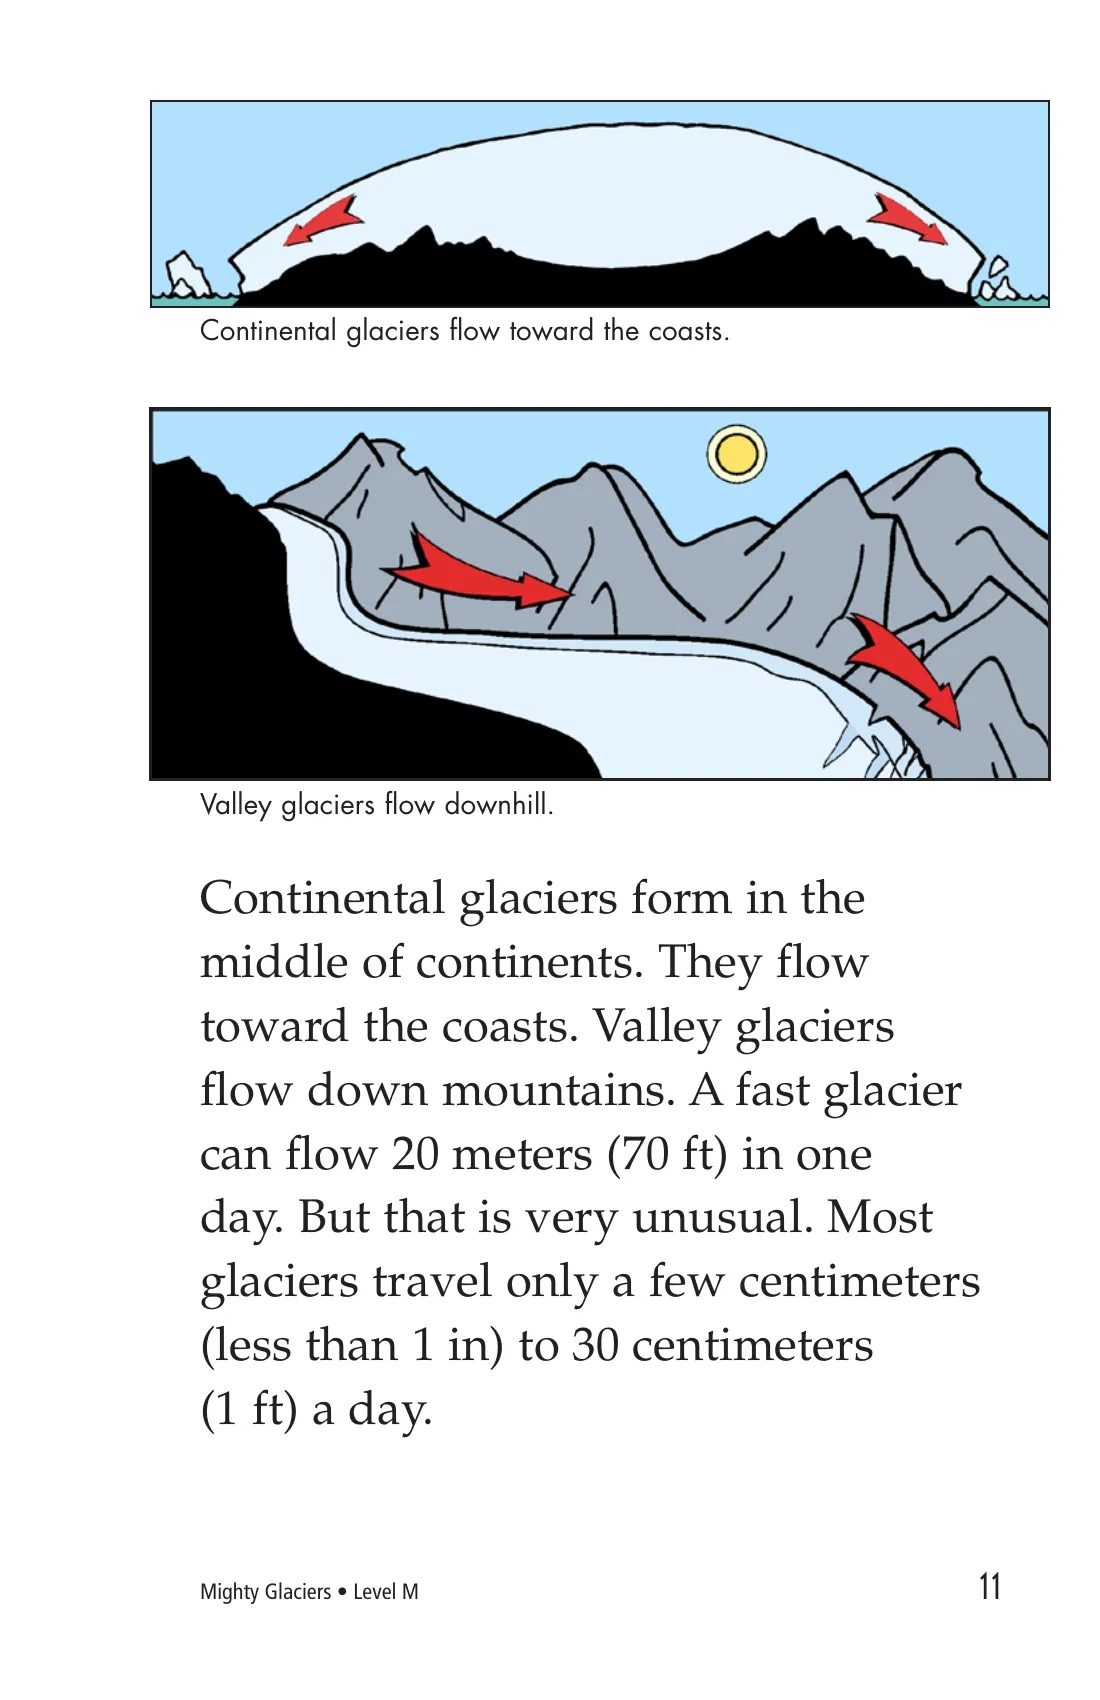 Continental glaciers flow toward the coasts.
Valley glaciers flow downhill.
Continental glaciers form in the
middle of continents. They flow
toward the coasts. Valley glaciers
flow down mountains. A fast glacier
can flow 20 meters (70 ft) in one
day. But that is very unusual. Most
glaciers travel only a few centimeters
(less than 1 in) to 30 centimeters
(1 ft) a day.
Mighty Glaciers • Level M
11